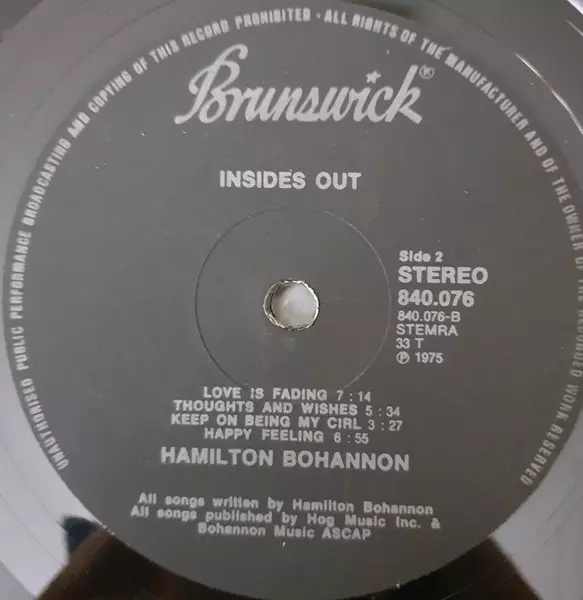 UNAUTHORISED PUBLIC PERFORMANCE BROADCASTING AND COPYING OF THIS RECORD PROHIBITED · ALL RIGHTS OF THE MANUFACTURER AND OF THE OWNER OF THE RECORDED WORK RESERVED
Brunswick®
INSIDES OUT
Side 2
STEREO
840.076
840.076-B
STEMRA
33 T
℗ 1975
LOVE IS FADING 7 : 14
THOUGHTS AND WISHES 5 : 34
KEEP ON BEING MY CIRL 3 : 27
HAPPY FEELING 6 : 55
HAMILTON BOHANNON
All songs written by Hamilton Bohannon
All songs published by Hog Music Inc. &
Bohannon Music ASCAP